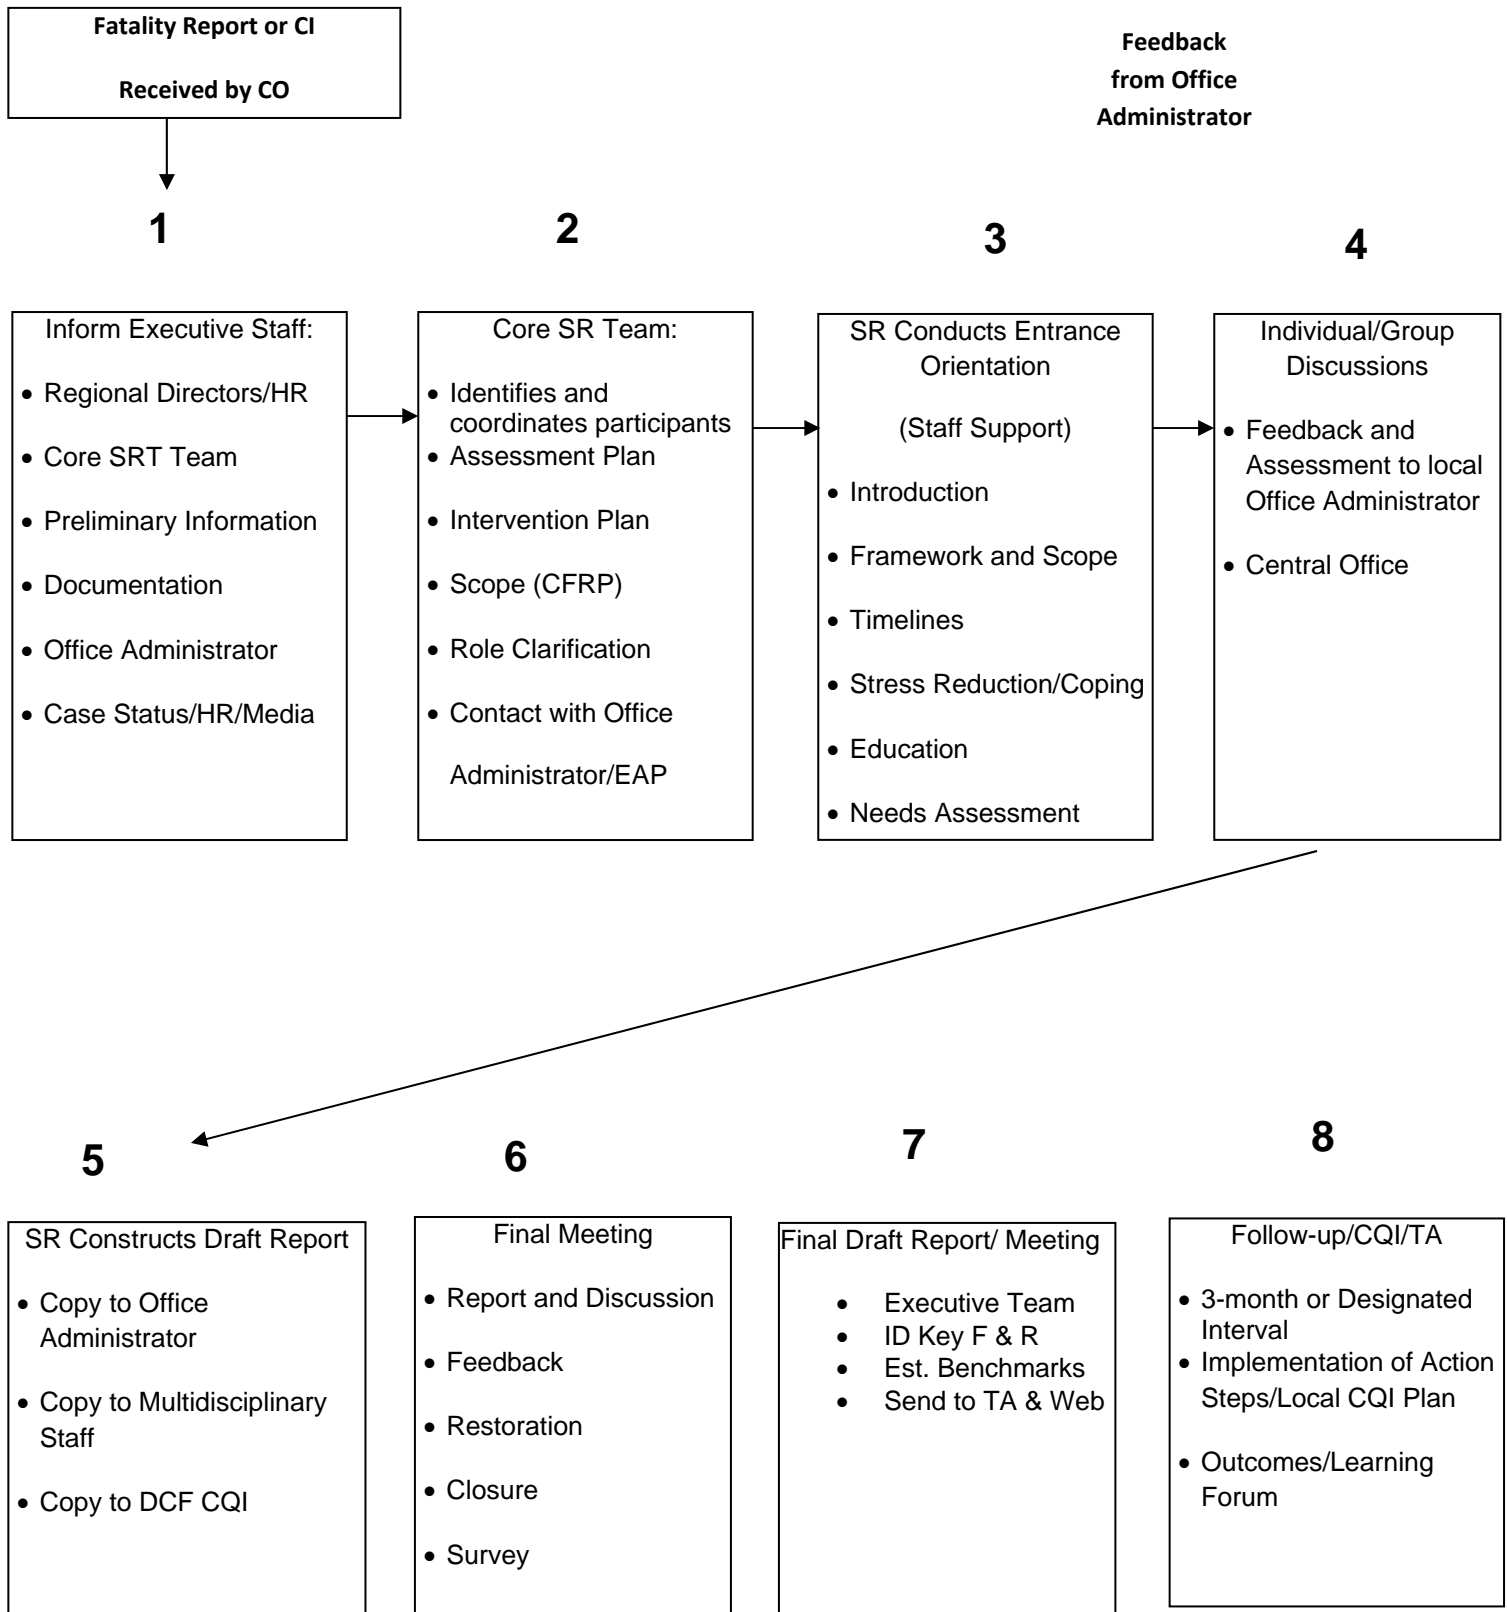 Fatality Report or CI
Received by CO
Feedback
from Office
Administrator
1
2
3
4
Inform Executive Staff:
• Regional Directors/HR
• Core SRT Team
• Preliminary Information
• Documentation
• Office Administrator
• Case Status/HR/Media
Core SR Team:
• Identifies and
coordinates participants
• Assessment Plan
• Intervention Plan
• Scope (CFRP)
• Role Clarification
• Contact with Office
Administrator/EAP
SR Conducts Entrance
Orientation
(Staff Support)
• Introduction
• Framework and Scope
• Timelines
• Stress Reduction/Coping
• Education
• Needs Assessment
Individual/Group
Discussions
• Feedback and
Assessment to local
Office Administrator
• Central Office
5
6
7
8
SR Constructs Draft Report
• Copy to Office
Administrator
• Copy to Multidisciplinary
Staff
• Copy to DCF CQI
Final Meeting
• Report and Discussion
• Feedback
• Restoration
• Closure
• Survey
Final Draft Report/ Meeting
• Executive Team
• ID Key F & R
• Est. Benchmarks
• Send to TA & Web
Follow-up/CQI/TA
• 3-month or Designated
Interval
• Implementation of Action
Steps/Local CQI Plan
• Outcomes/Learning
Forum